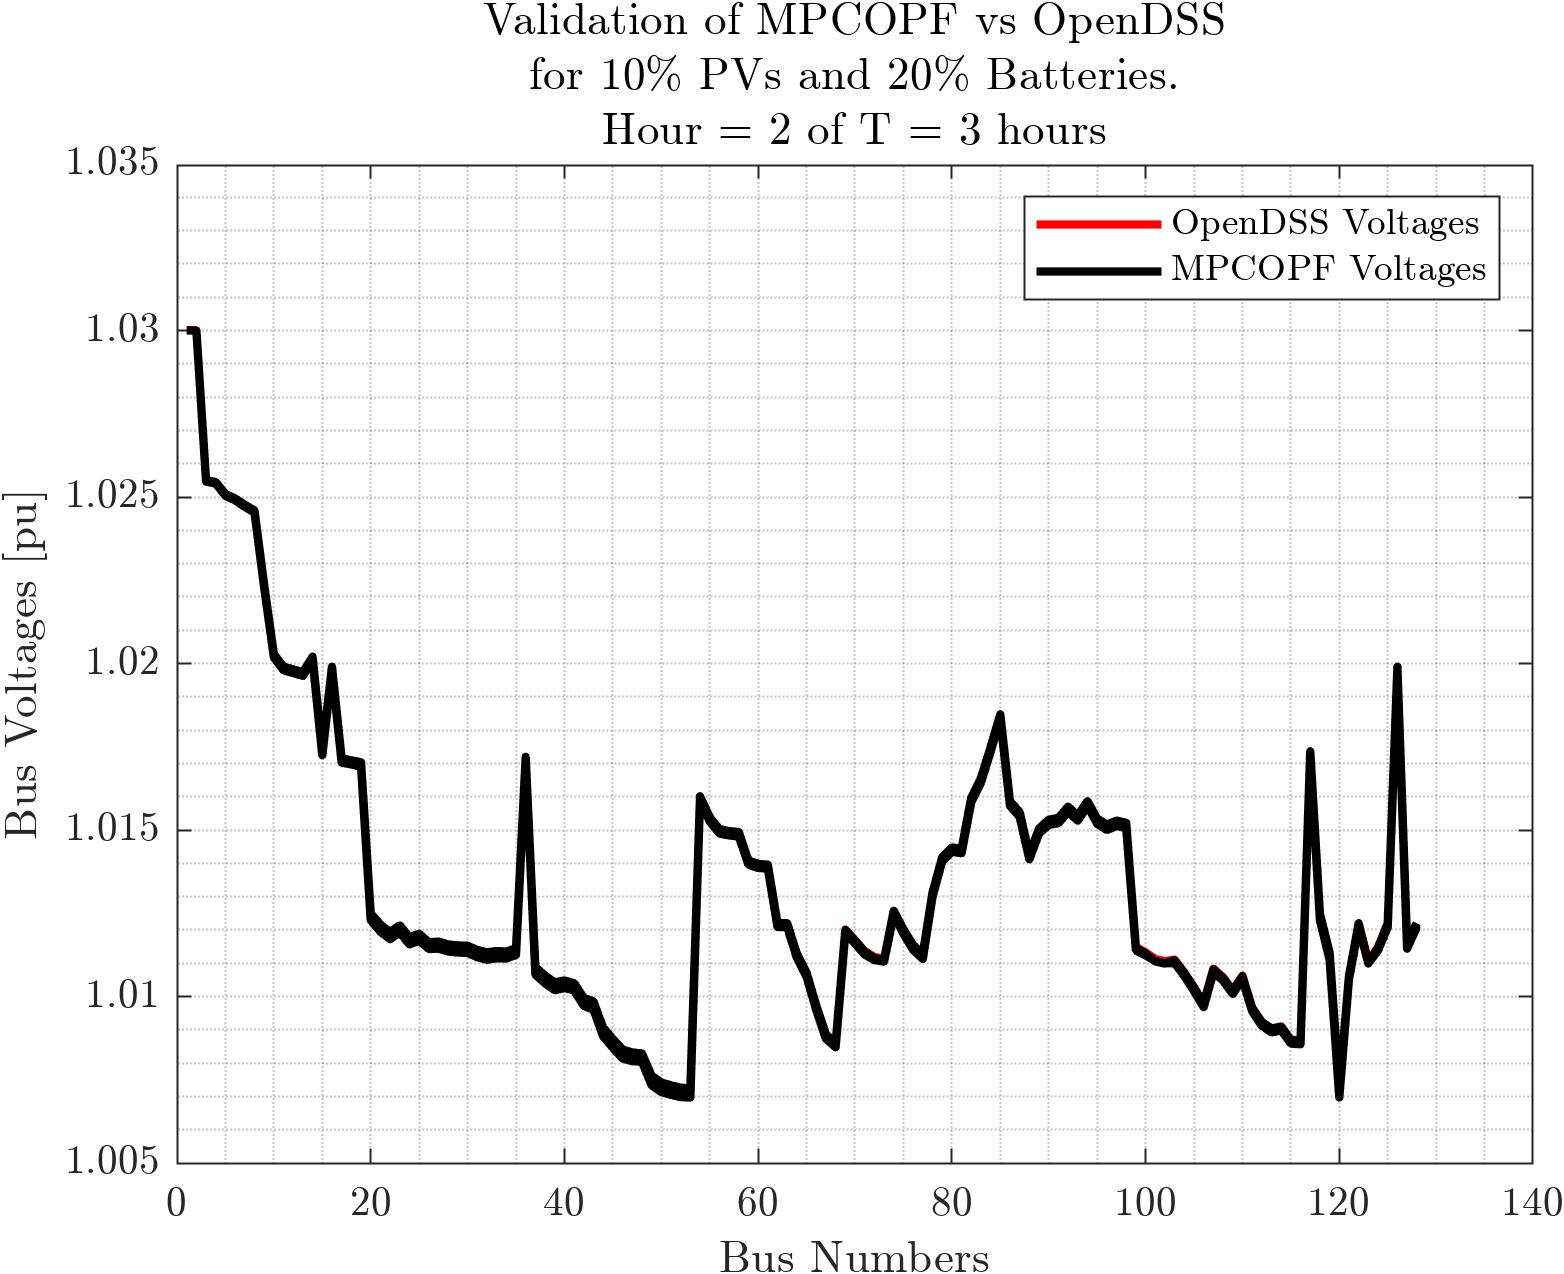 Validation of MPCOPF vs OpenDSS
for 10% PVs and 20% Batteries.
Hour = 2 of T = 3 hours
OpenDSS Voltages
MPCOPF Voltages
Bus Voltages [pu]
1.035
1.03
1.025
1.02
1.015
1.01
1.005
0 20 40 60 80 100 120 140
Bus Numbers